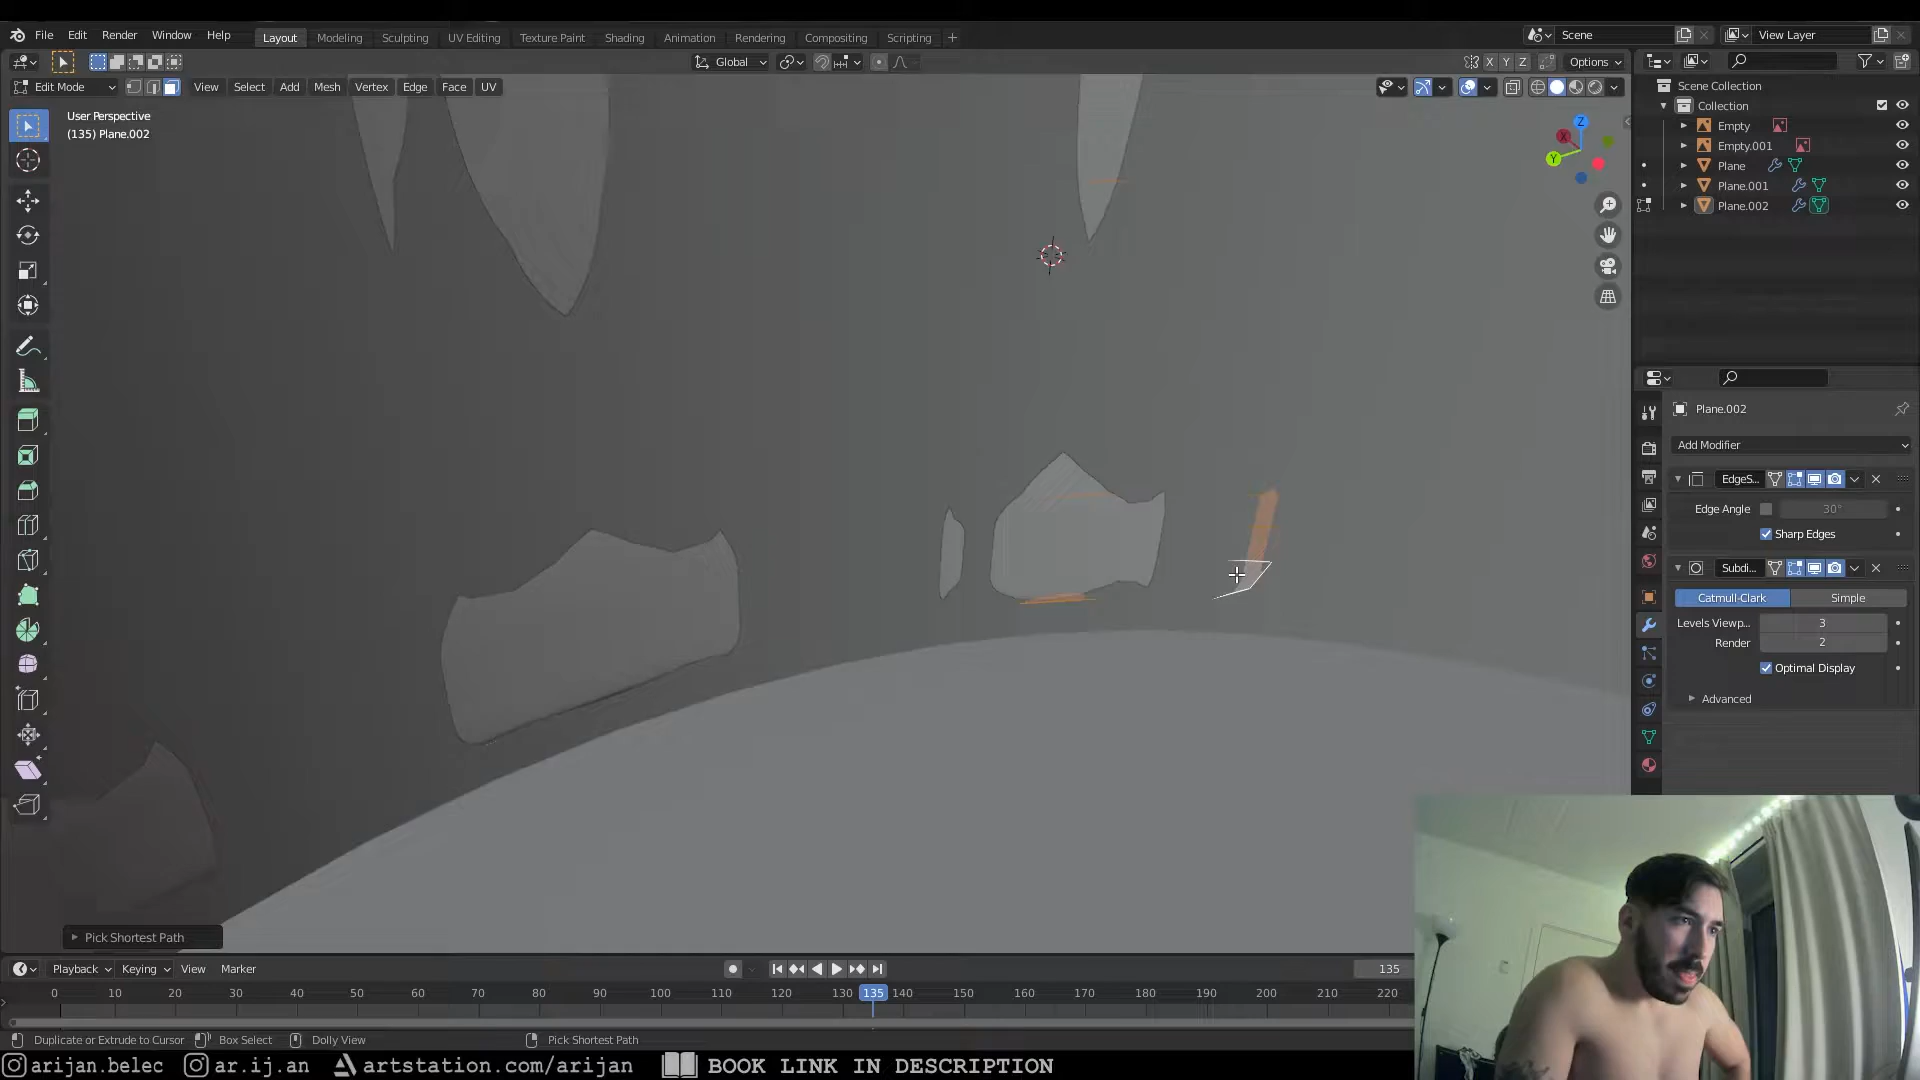 File Edit Render Window Help Layout Modeling Sculpting UV Editing Texture Paint Shading Animation Rendering Compositing Scripting + Scene View Layer
Global X Y Z Options
Edit Mode View Select Add Mesh Vertex Edge Face UV
User Perspective
(135) Plane.002
Z
X
Y
Scene Collection
Collection
Empty
Empty.001
Plane
Plane.001
Plane.002
Plane.002
Add Modifier
EdgeS...
Edge Angle 30°
Sharp Edges
Subdi...
Catmull-Clark Simple
Levels Viewp... 3
Render 2
Optimal Display
Advanced
Pick Shortest Path
Playback Keying View Marker 135
0 10 20 30 40 50 60 70 80 90 100 110 120 130 135 140 150 160 170 180 190 200 210 220
Duplicate or Extrude to Cursor Box Select Dolly View Pick Shortest Path
arijan.belec ar.ij.an artstation.com/arijan BOOK LINK IN DESCRIPTION